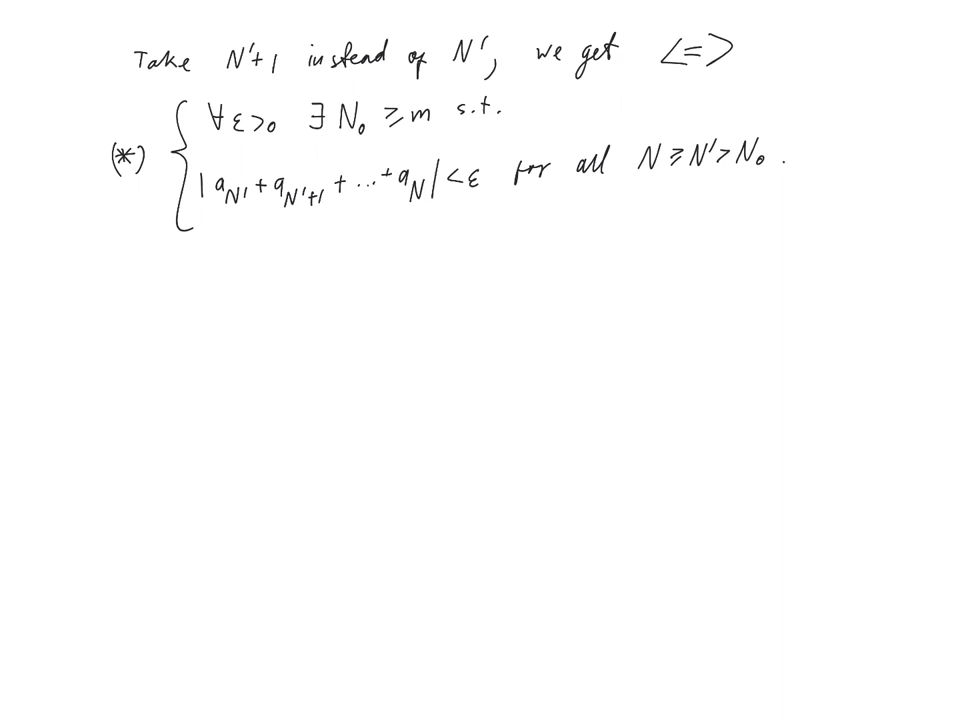 Take N'+1 instead of N', we get <=>
∀ε>0 ∃ N₀ ⩾m s.t.
(*)
|a_{N'}+a_{N'+1}+...+a_N|<ε for all N⩾N'>N₀.